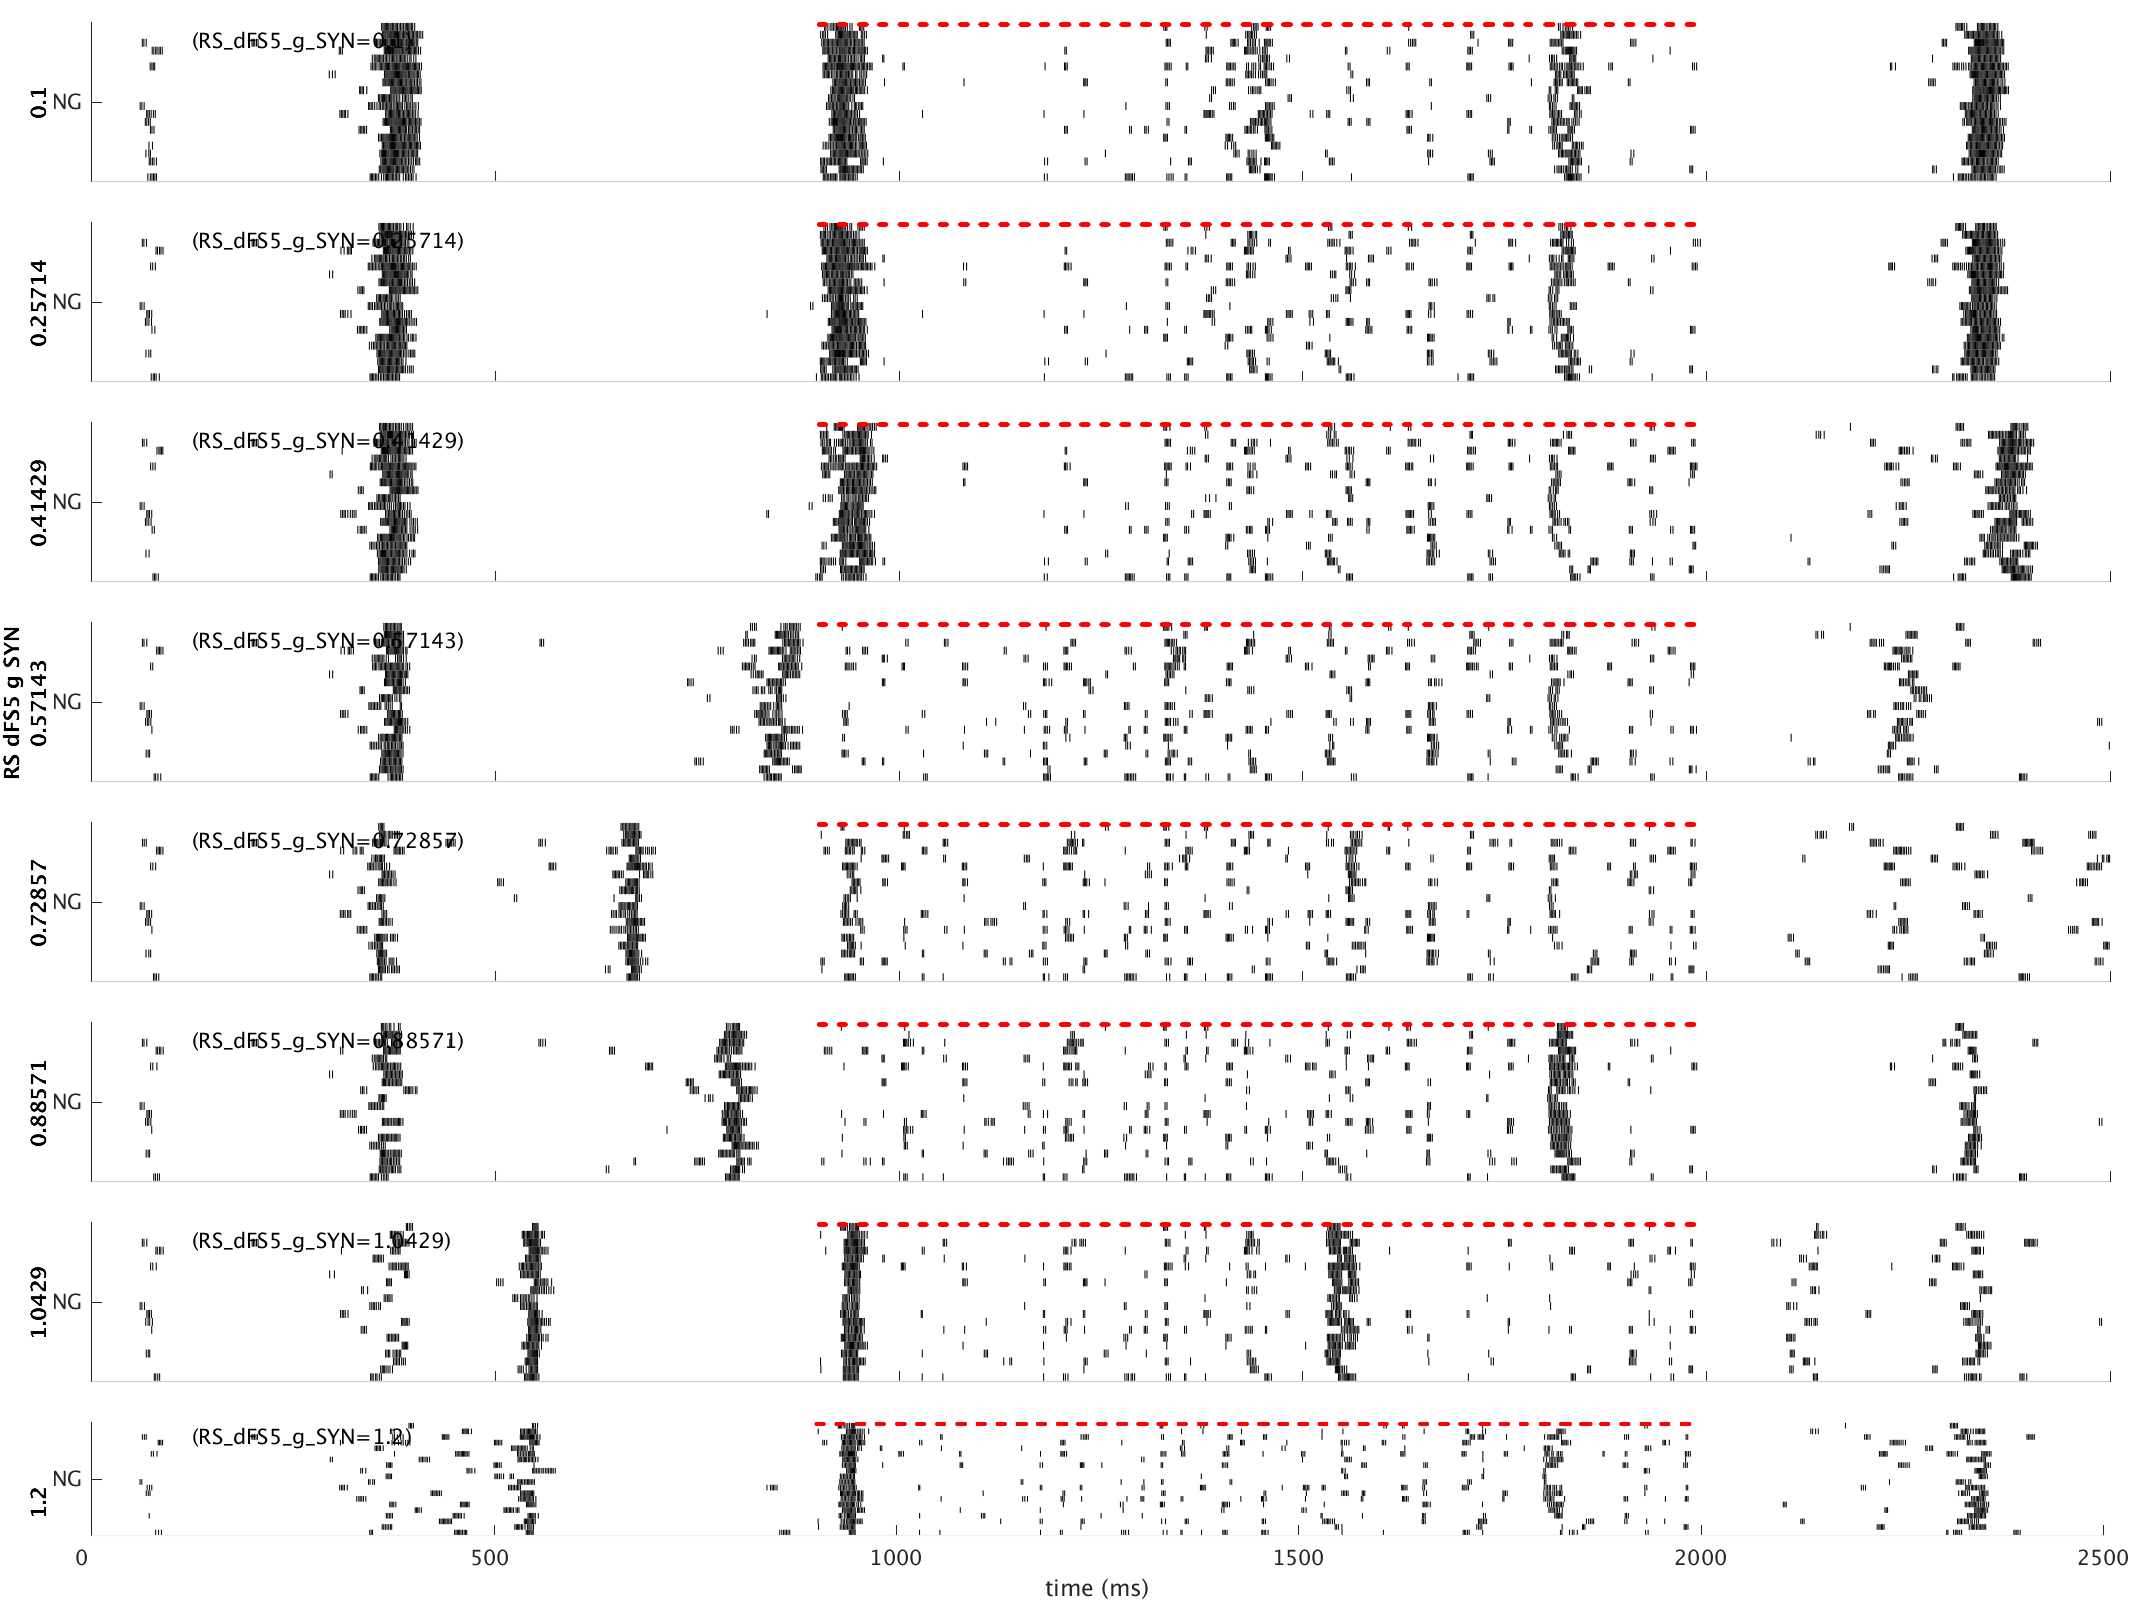 (RS_dFS5_g_SYN=0.1)
0.1
NG
(RS_dFS5_g_SYN=0.25714)
0.25714
NG
(RS_dFS5_g_SYN=0.41429)
0.41429
NG
(RS_dFS5_g_SYN=0.57143)
RS dFS5 g SYN
0.57143
NG
(RS_dFS5_g_SYN=0.72857)
0.72857
NG
(RS_dFS5_g_SYN=0.88571)
0.88571
NG
(RS_dFS5_g_SYN=1.0429)
1.0429
NG
(RS_dFS5_g_SYN=1.2)
1.2
NG
0 500 1000 1500 2000 2500
time (ms)